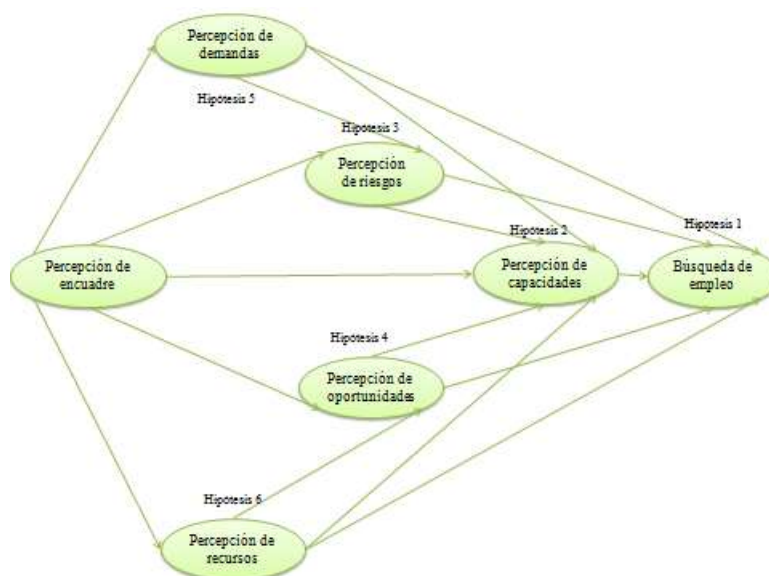 Percepción de
demandas
Hipótesis 5
Hipótesis 3
Percepción
de riesgos
Hipótesis 1
Hipótesis 2
Percepción de
encuadre
Percepción de
capacidades
Búsqueda de
empleo
Hipótesis 4
Percepción de
oportunidades
Hipótesis 6
Percepción de
recursos